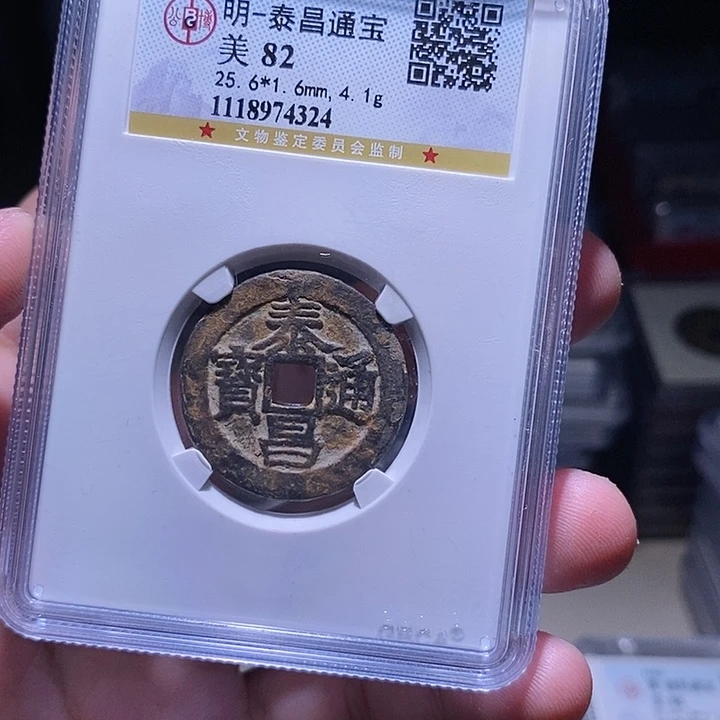 明-泰昌通宝
美 82
25.6*1.6mm,4.1g
1118974324
★ 文物鉴定委员会监制 ★
泰
寶 通
昌